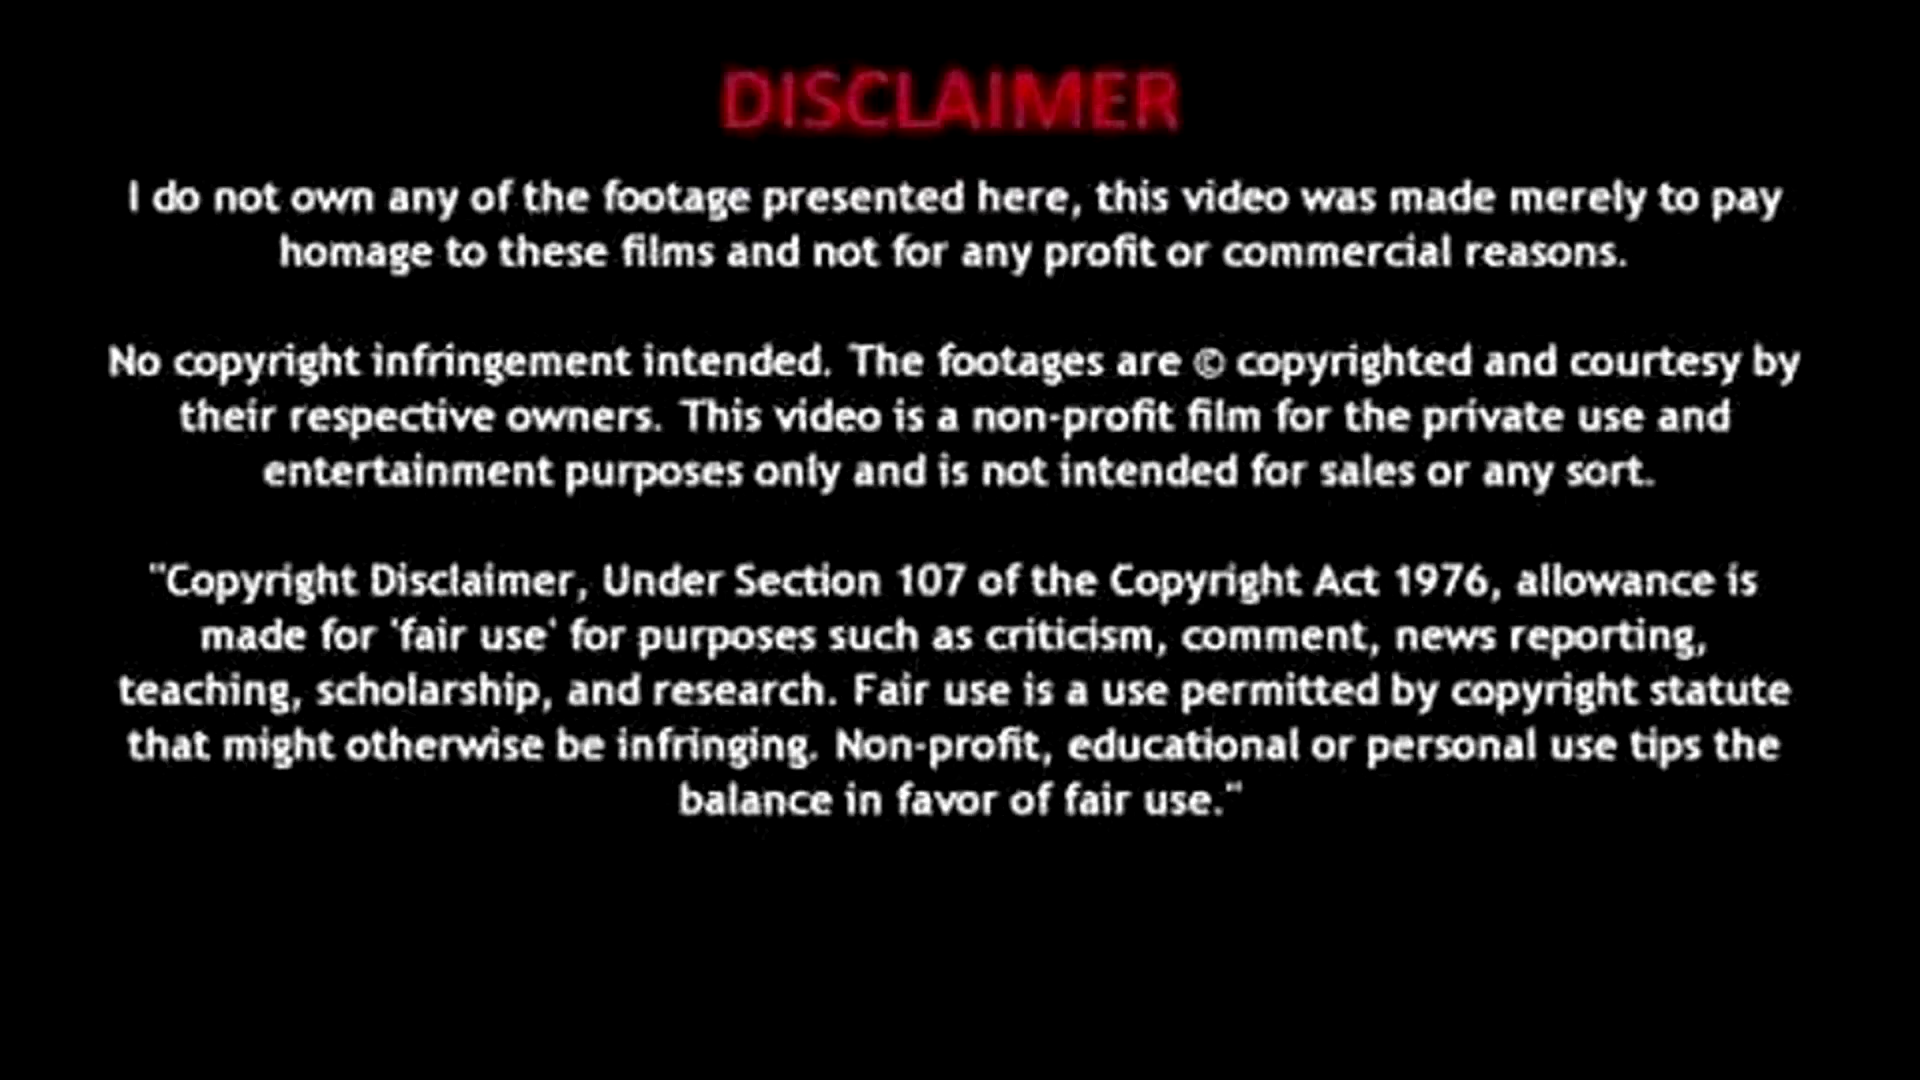 DISCLAIMER
I do not own any of the footage presented here, this video was made merely to pay
homage to these films and not for any profit or commercial reasons.
No copyright infringement intended. The footages are © copyrighted and courtesy by
their respective owners. This video is a non-profit film for the private use and
entertainment purposes only and is not intended for sales or any sort.
"Copyright Disclaimer, Under Section 107 of the Copyright Act 1976, allowance is
made for 'fair use' for purposes such as criticism, comment, news reporting,
teaching, scholarship, and research. Fair use is a use permitted by copyright statute
that might otherwise be infringing. Non-profit, educational or personal use tips the
balance in favor of fair use."